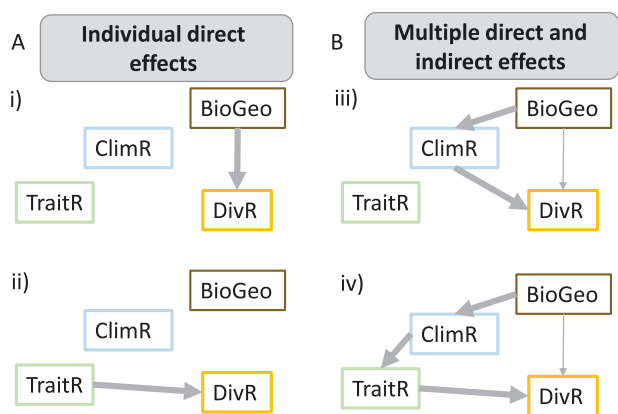 A
Individual direct
effects
i)
BioGeo
ClimR
TraitR
DivR
ii)
BioGeo
ClimR
TraitR
DivR
B
Multiple direct and
indirect effects
iii)
BioGeo
ClimR
TraitR
DivR
iv)
BioGeo
ClimR
TraitR
DivR